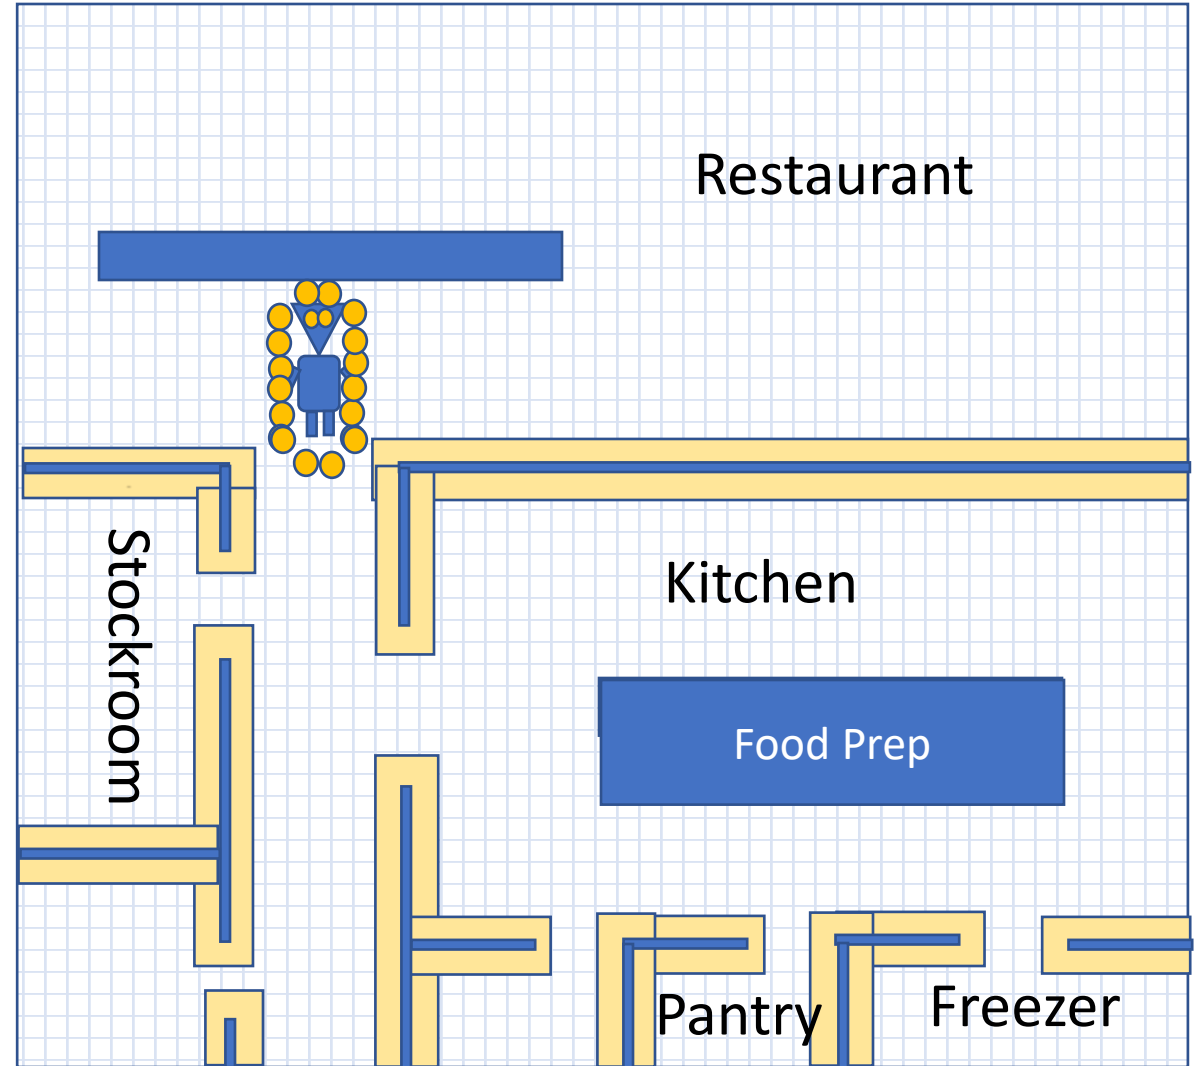 Restaurant
Stockroom
Kitchen
Food Prep
Pantry
Freezer